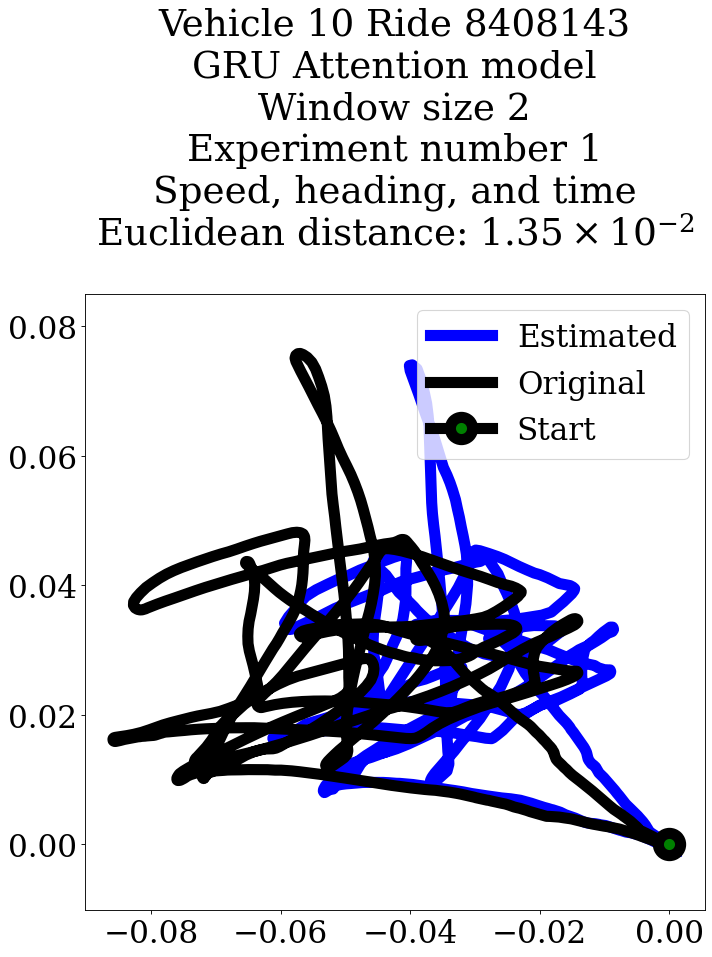 Vehicle 10 Ride 8408143
GRU Attention model
Window size 2
Experiment number 1
Speed, heading, and time
Euclidean distance: 1.35 × 10⁻²
Estimated
Original
Start
0.08
0.06
0.04
0.02
0.00
−0.08
−0.06
−0.04
−0.02
0.00